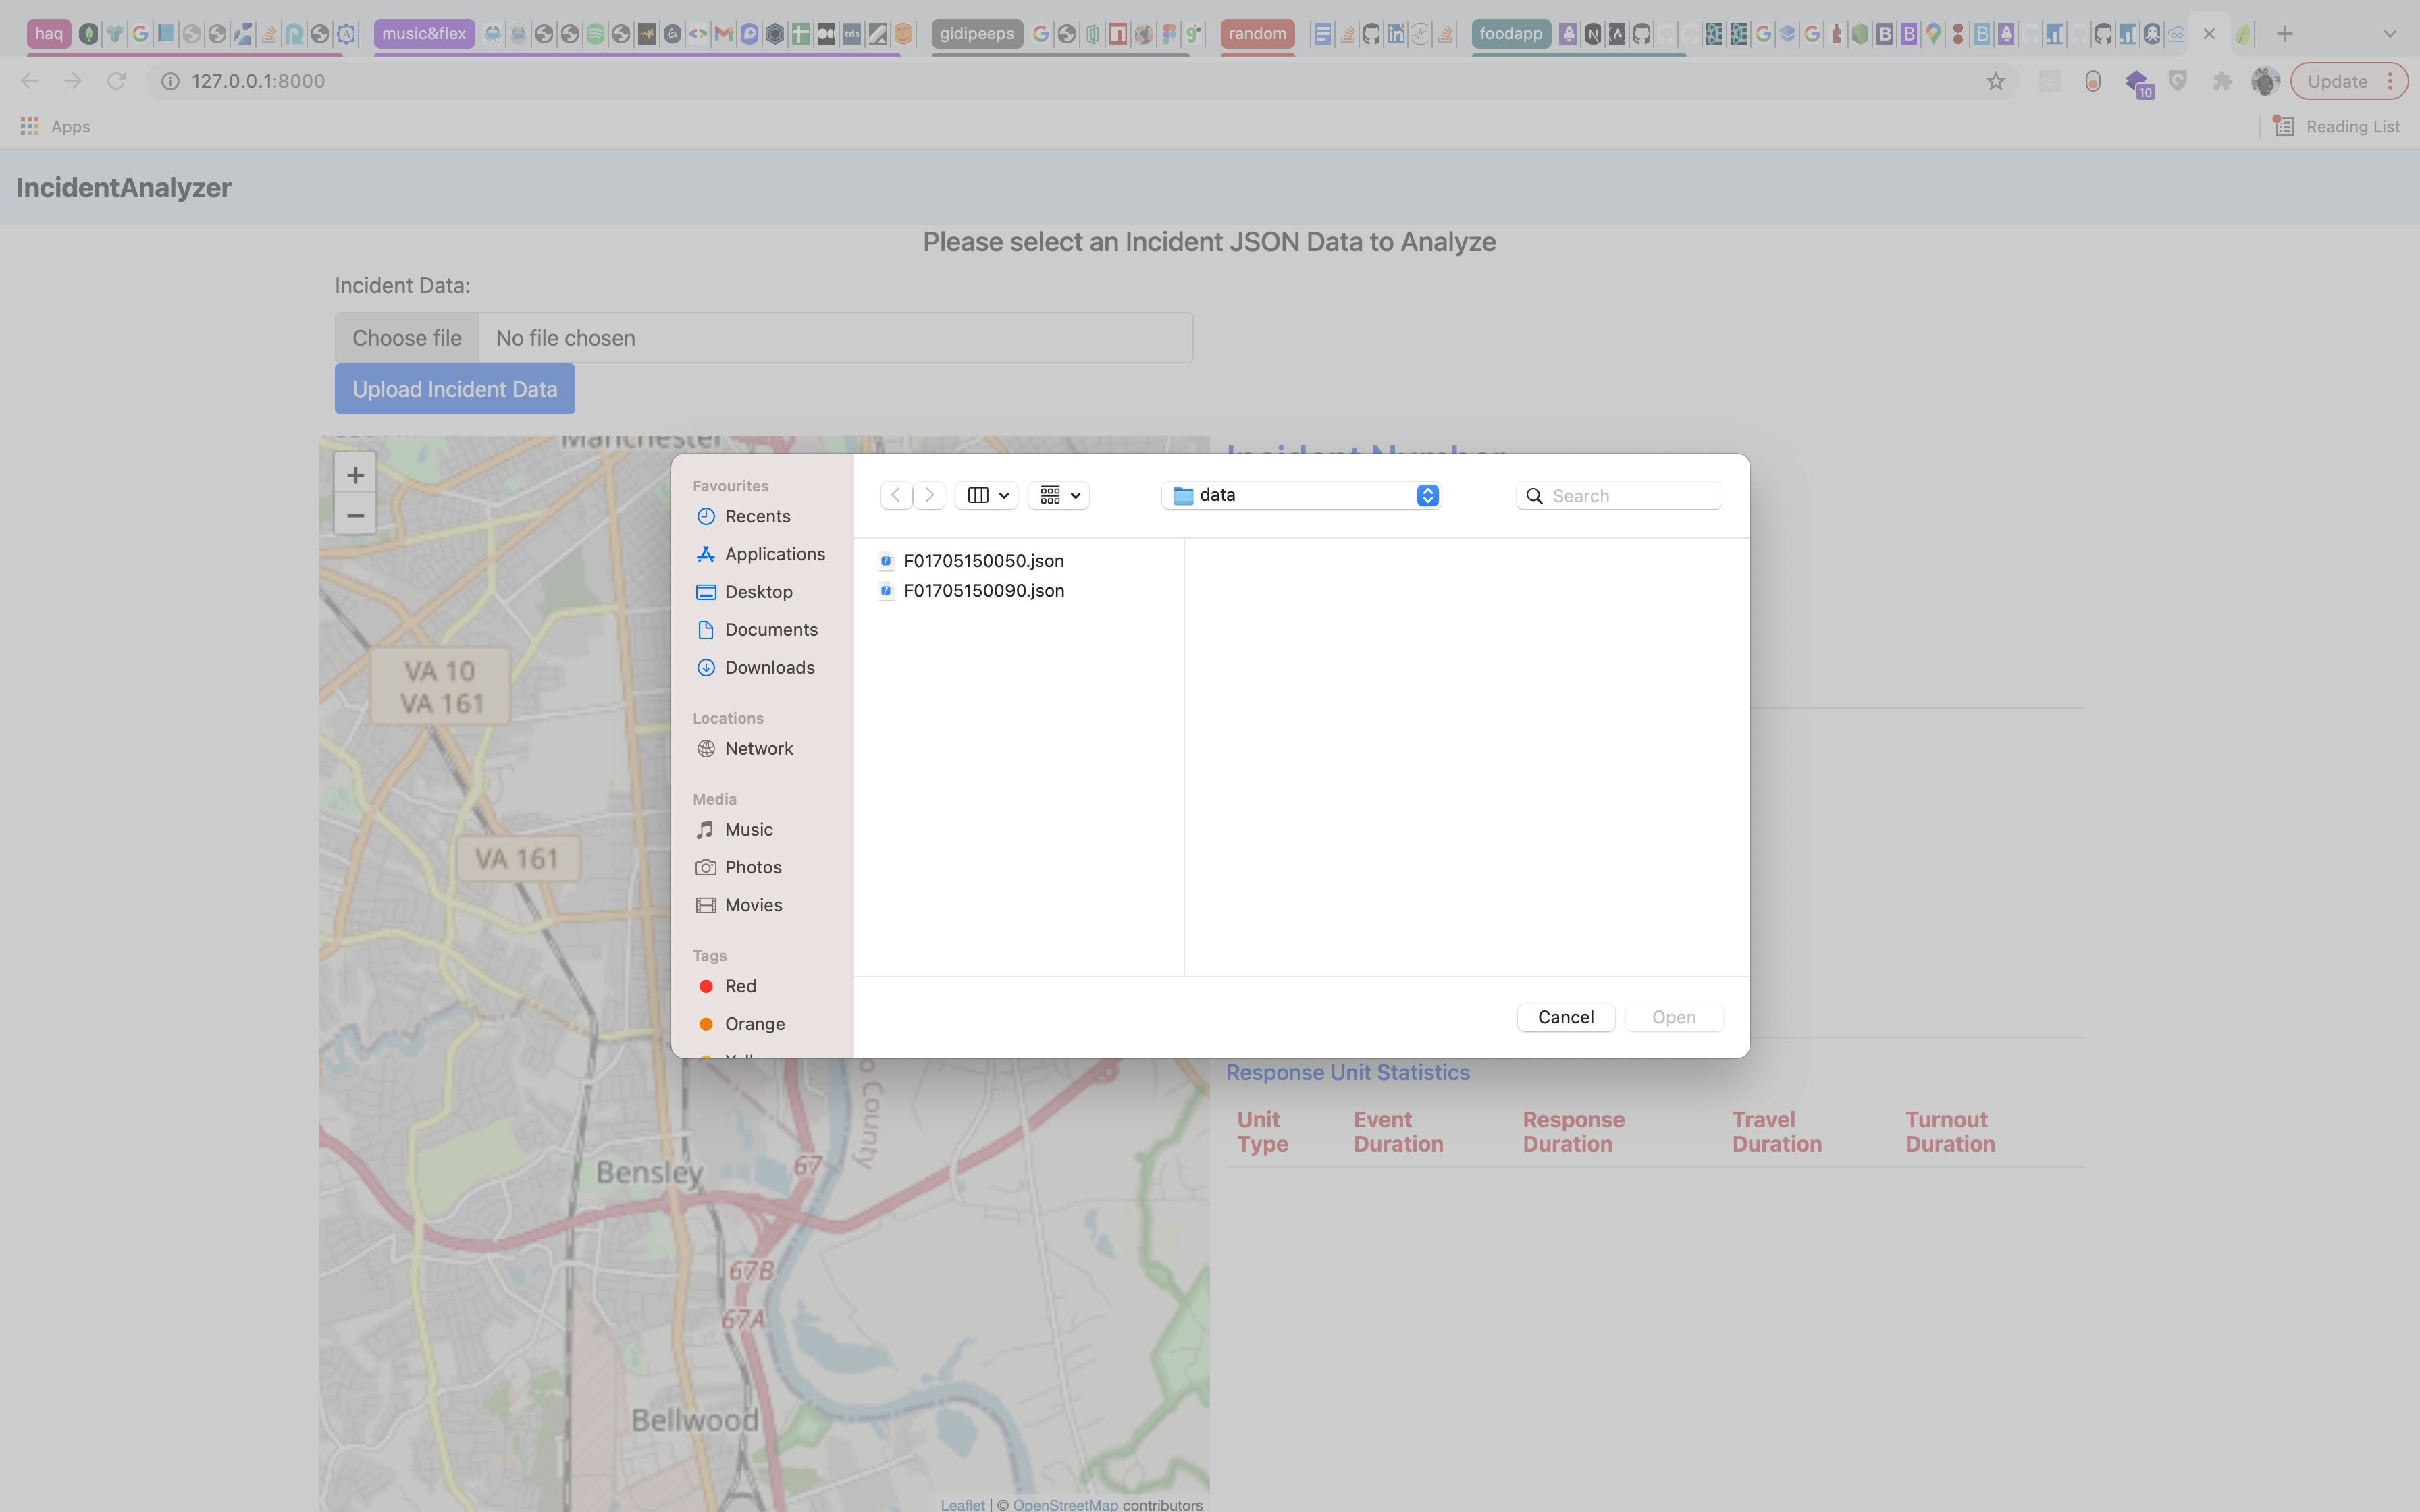 haq
music&flex
gidipeeps
random
foodapp
127.0.0.1:8000
10
Update
Apps
Reading List
IncidentAnalyzer
Please select an Incident JSON Data to Analyze
Incident Data:
Choose file No file chosen
Upload Incident Data
Manchester
Incident Number
+
−
VA 10
VA 161
VA 161
Bensley
67
o County
67B
67A
Bellwood
Leaflet | © OpenStreetMap contributors
Favourites
Recents
Applications
Desktop
Documents
Downloads
Locations
Network
Media
Music
Photos
Movies
Tags
Red
Orange
data
Search
F01705150050.json
F01705150090.json
Cancel
Open
Response Unit Statistics
Unit Type
Event Duration
Response Duration
Travel Duration
Turnout Duration